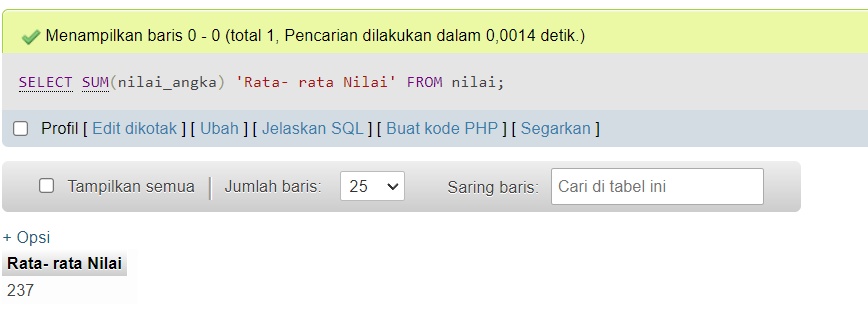 Menampilkan baris 0 - 0 (total 1, Pencarian dilakukan dalam 0,0014 detik.)
SELECT SUM(nilai_angka) 'Rata- rata Nilai' FROM nilai;
Profil [ Edit dikotak ] [ Ubah ] [ Jelaskan SQL ] [ Buat kode PHP ] [ Segarkan ]
Tampilkan semua | Jumlah baris: 25 Saring baris: Cari di tabel ini
+ Opsi
Rata- rata Nilai
237